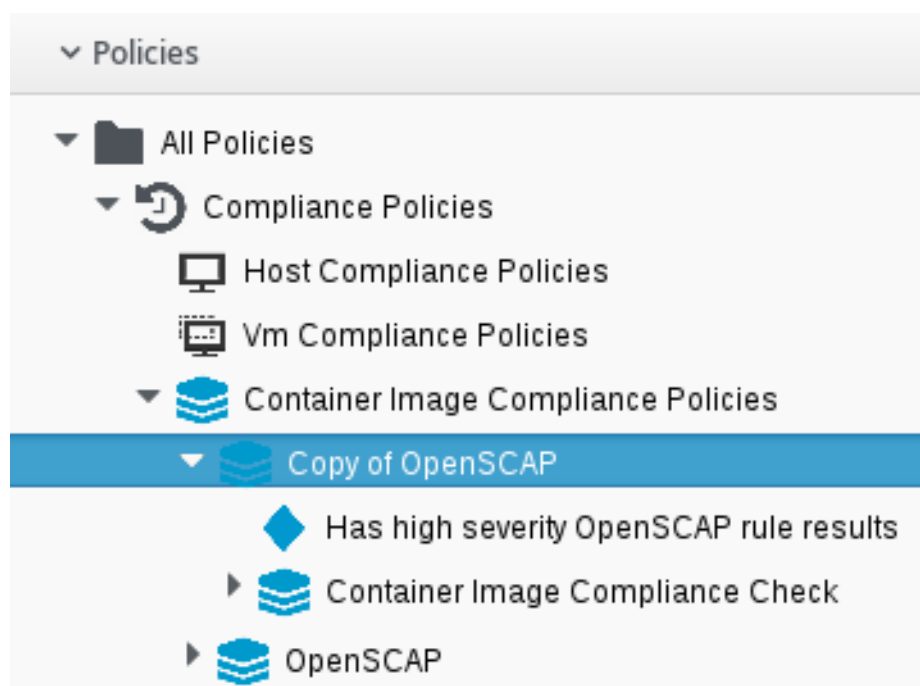 Policies
All Policies
Compliance Policies
Host Compliance Policies
Vm Compliance Policies
Container Image Compliance Policies
Copy of OpenSCAP
Has high severity OpenSCAP rule results
Container Image Compliance Check
OpenSCAP